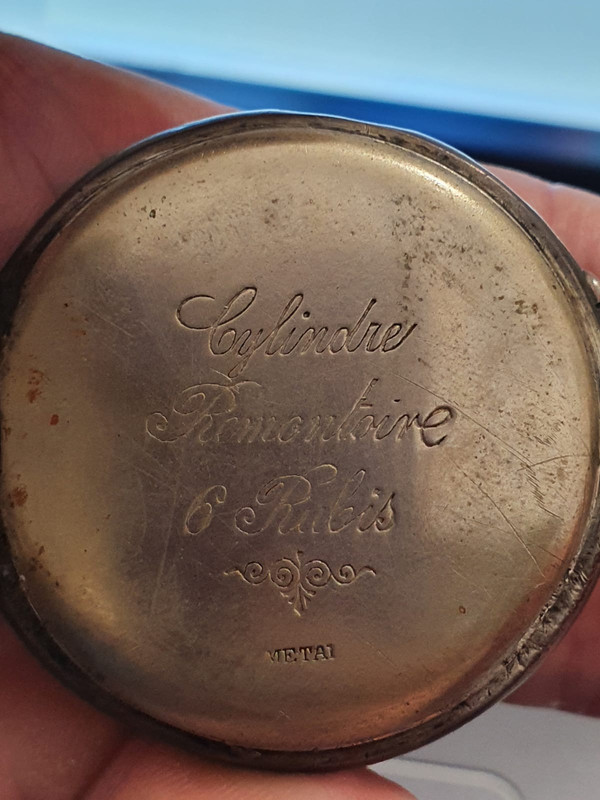 Cylindre
Remontoire
6 Rubis
METAL